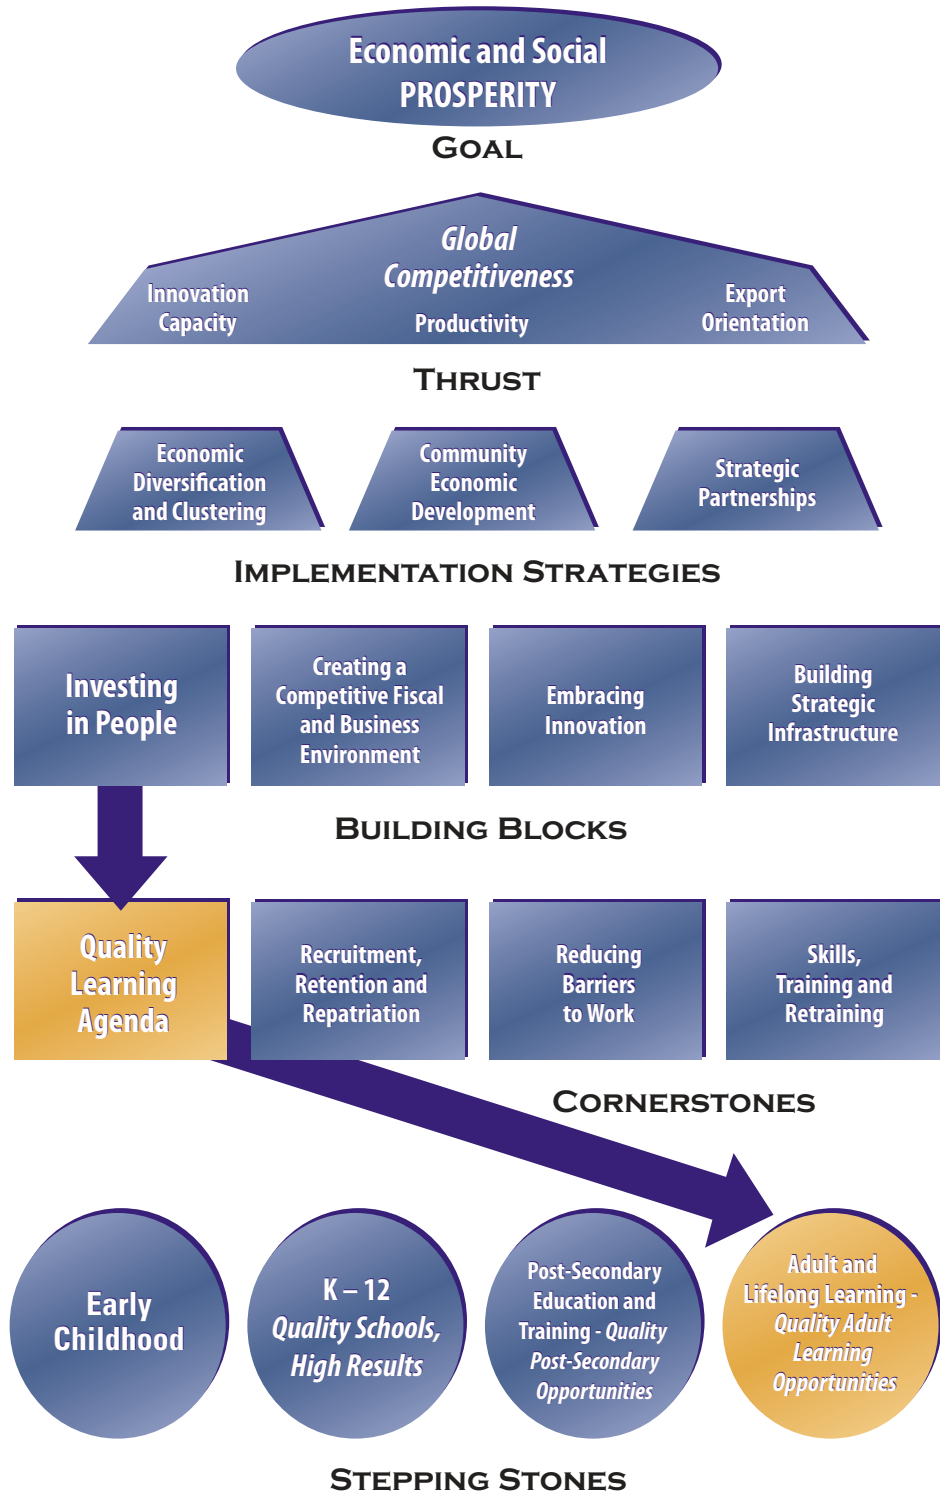 Economic and Social
PROSPERITY
GOAL
Global
Competitiveness
Innovation
Capacity
Productivity
Export
Orientation
THRUST
Economic
Diversification
and Clustering
Community
Economic
Development
Strategic
Partnerships
IMPLEMENTATION STRATEGIES
Investing
in People
Creating a
Competitive Fiscal
and Business
Environment
Embracing
Innovation
Building
Strategic
Infrastructure
BUILDING BLOCKS
Quality
Learning
Agenda
Recruitment,
Retention and
Repatriation
Reducing
Barriers
to Work
Skills,
Training and
Retraining
CORNERSTONES
Early
Childhood
K – 12
Quality Schools,
High Results
Post-Secondary
Education and
Training - Quality
Post-Secondary
Opportunities
Adult and
Lifelong Learning -
Quality Adult
Learning
Opportunities
STEPPING STONES